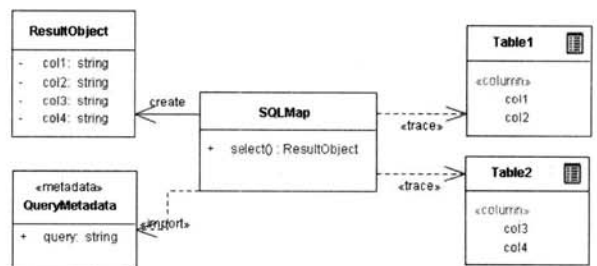 ResultObject
- col1: string
- col2: string
- col3: string
- col4: string
create
SQLMap
+ select() : ResultObject
«trace»
«trace»
Table1
«column»
col1
col2
Table2
«column»
col3
col4
«metadata»
QueryMetadata
+ query: string
«import»